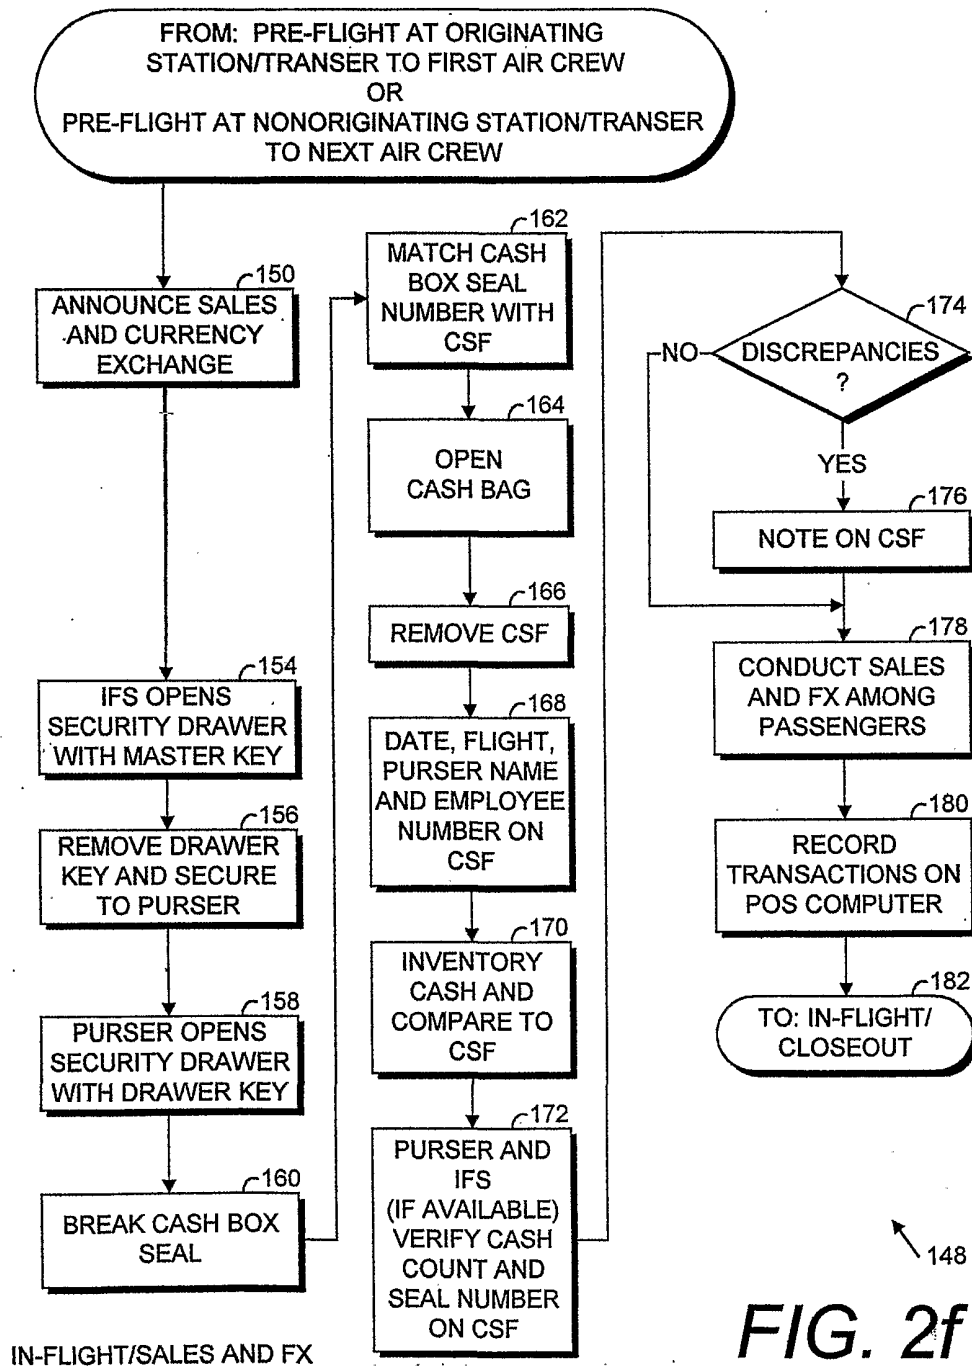 FROM: PRE-FLIGHT AT ORIGINATING
STATION/TRANSER TO FIRST AIR CREW
OR
PRE-FLIGHT AT NONORIGINATING STATION/TRANSER
TO NEXT AIR CREW
150
ANNOUNCE SALES
AND CURRENCY
EXCHANGE
154
IFS OPENS
SECURITY DRAWER
WITH MASTER KEY
156
REMOVE DRAWER
KEY AND SECURE
TO PURSER
158
PURSER OPENS
SECURITY DRAWER
WITH DRAWER KEY
160
BREAK CASH BOX
SEAL
162
MATCH CASH
BOX SEAL
NUMBER WITH
CSF
164
OPEN
CASH BAG
166
REMOVE CSF
168
DATE, FLIGHT,
PURSER NAME
AND EMPLOYEE
NUMBER ON
CSF
170
INVENTORY
CASH AND
COMPARE TO
CSF
172
PURSER AND
IFS
(IF AVAILABLE)
VERIFY CASH
COUNT AND
SEAL NUMBER
ON CSF
174
DISCREPANCIES
?
NO
YES
176
NOTE ON CSF
178
CONDUCT SALES
AND FX AMONG
PASSENGERS
180
RECORD
TRANSACTIONS ON
POS COMPUTER
182
TO: IN-FLIGHT/
CLOSEOUT
148
FIG. 2f
IN-FLIGHT/SALES AND FX